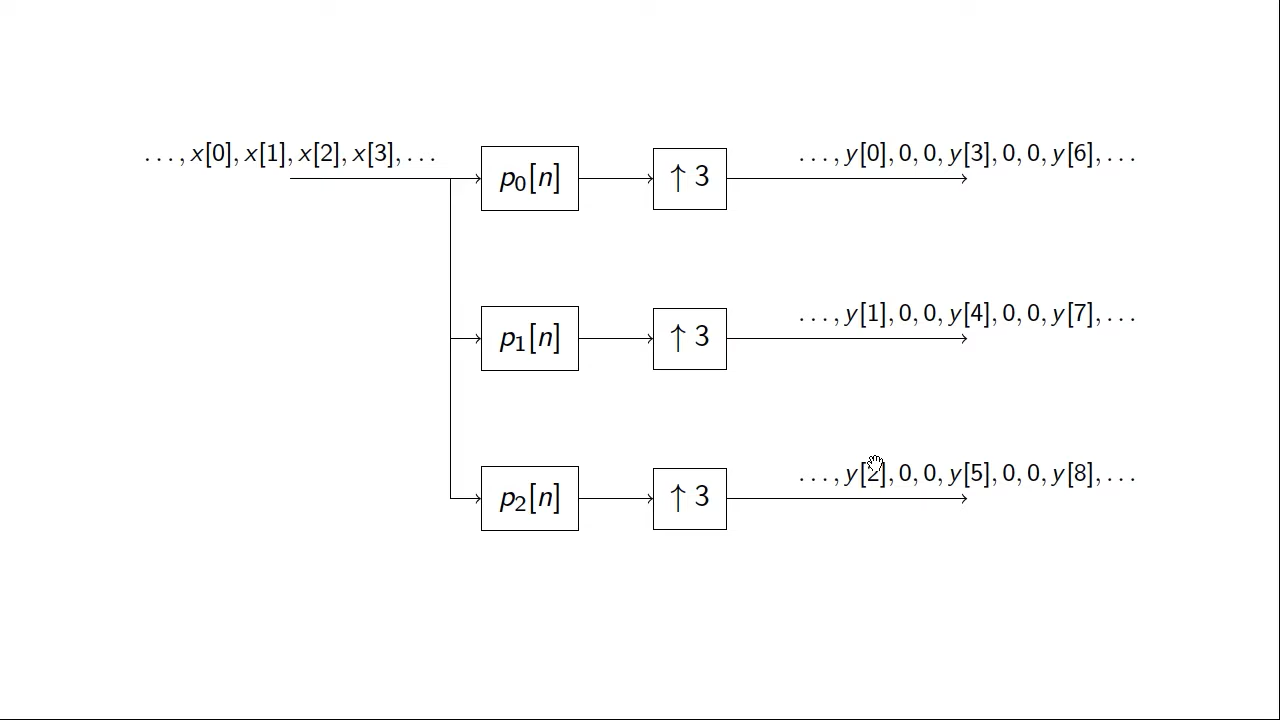 ..., x[0], x[1], x[2], x[3], ...
p₀[n]
↑ 3
..., y[0], 0, 0, y[3], 0, 0, y[6], ...
p₁[n]
↑ 3
..., y[1], 0, 0, y[4], 0, 0, y[7], ...
p₂[n]
↑ 3
..., y[2], 0, 0, y[5], 0, 0, y[8], ...